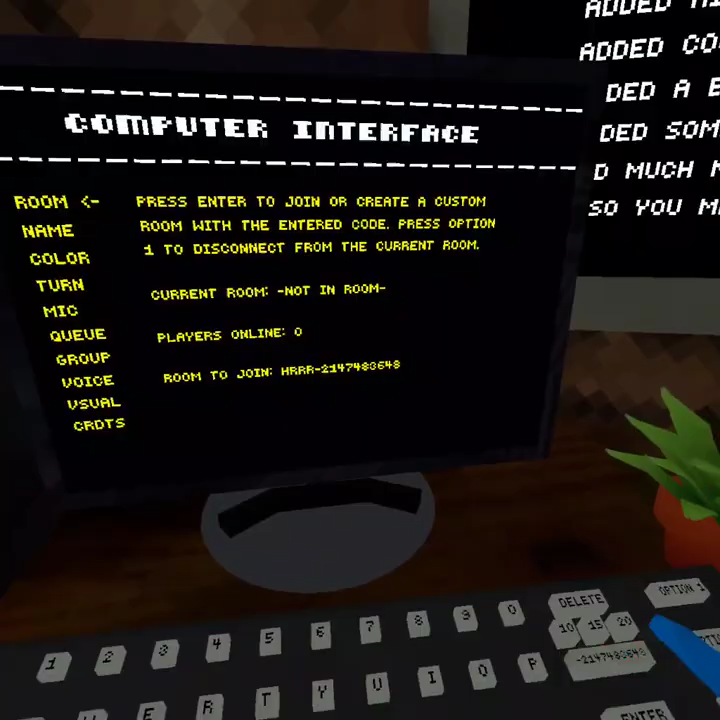 COMPUTER INTERFACE
ROOM <- PRESS ENTER TO JOIN OR CREATE A CUSTOM
NAME ROOM WITH THE ENTERED CODE. PRESS OPTION
COLOR 1 TO DISCONNECT FROM THE CURRENT ROOM.
TURN
MIC CURRENT ROOM: -NOT IN ROOM-
QUEUE PLAYERS ONLINE: 0
GROUP
VOICE ROOM TO JOIN: HRRR-2147483648
VSUAL
CRDTS
ADDED
ADDED CO
DED A
DED SOM
D MUCH
SO YOU
1 2 3 4 5 6 7 8 9 0 DELETE OPTION 1
10 15 20
E R T Y U I O P -2147483648
ENTER